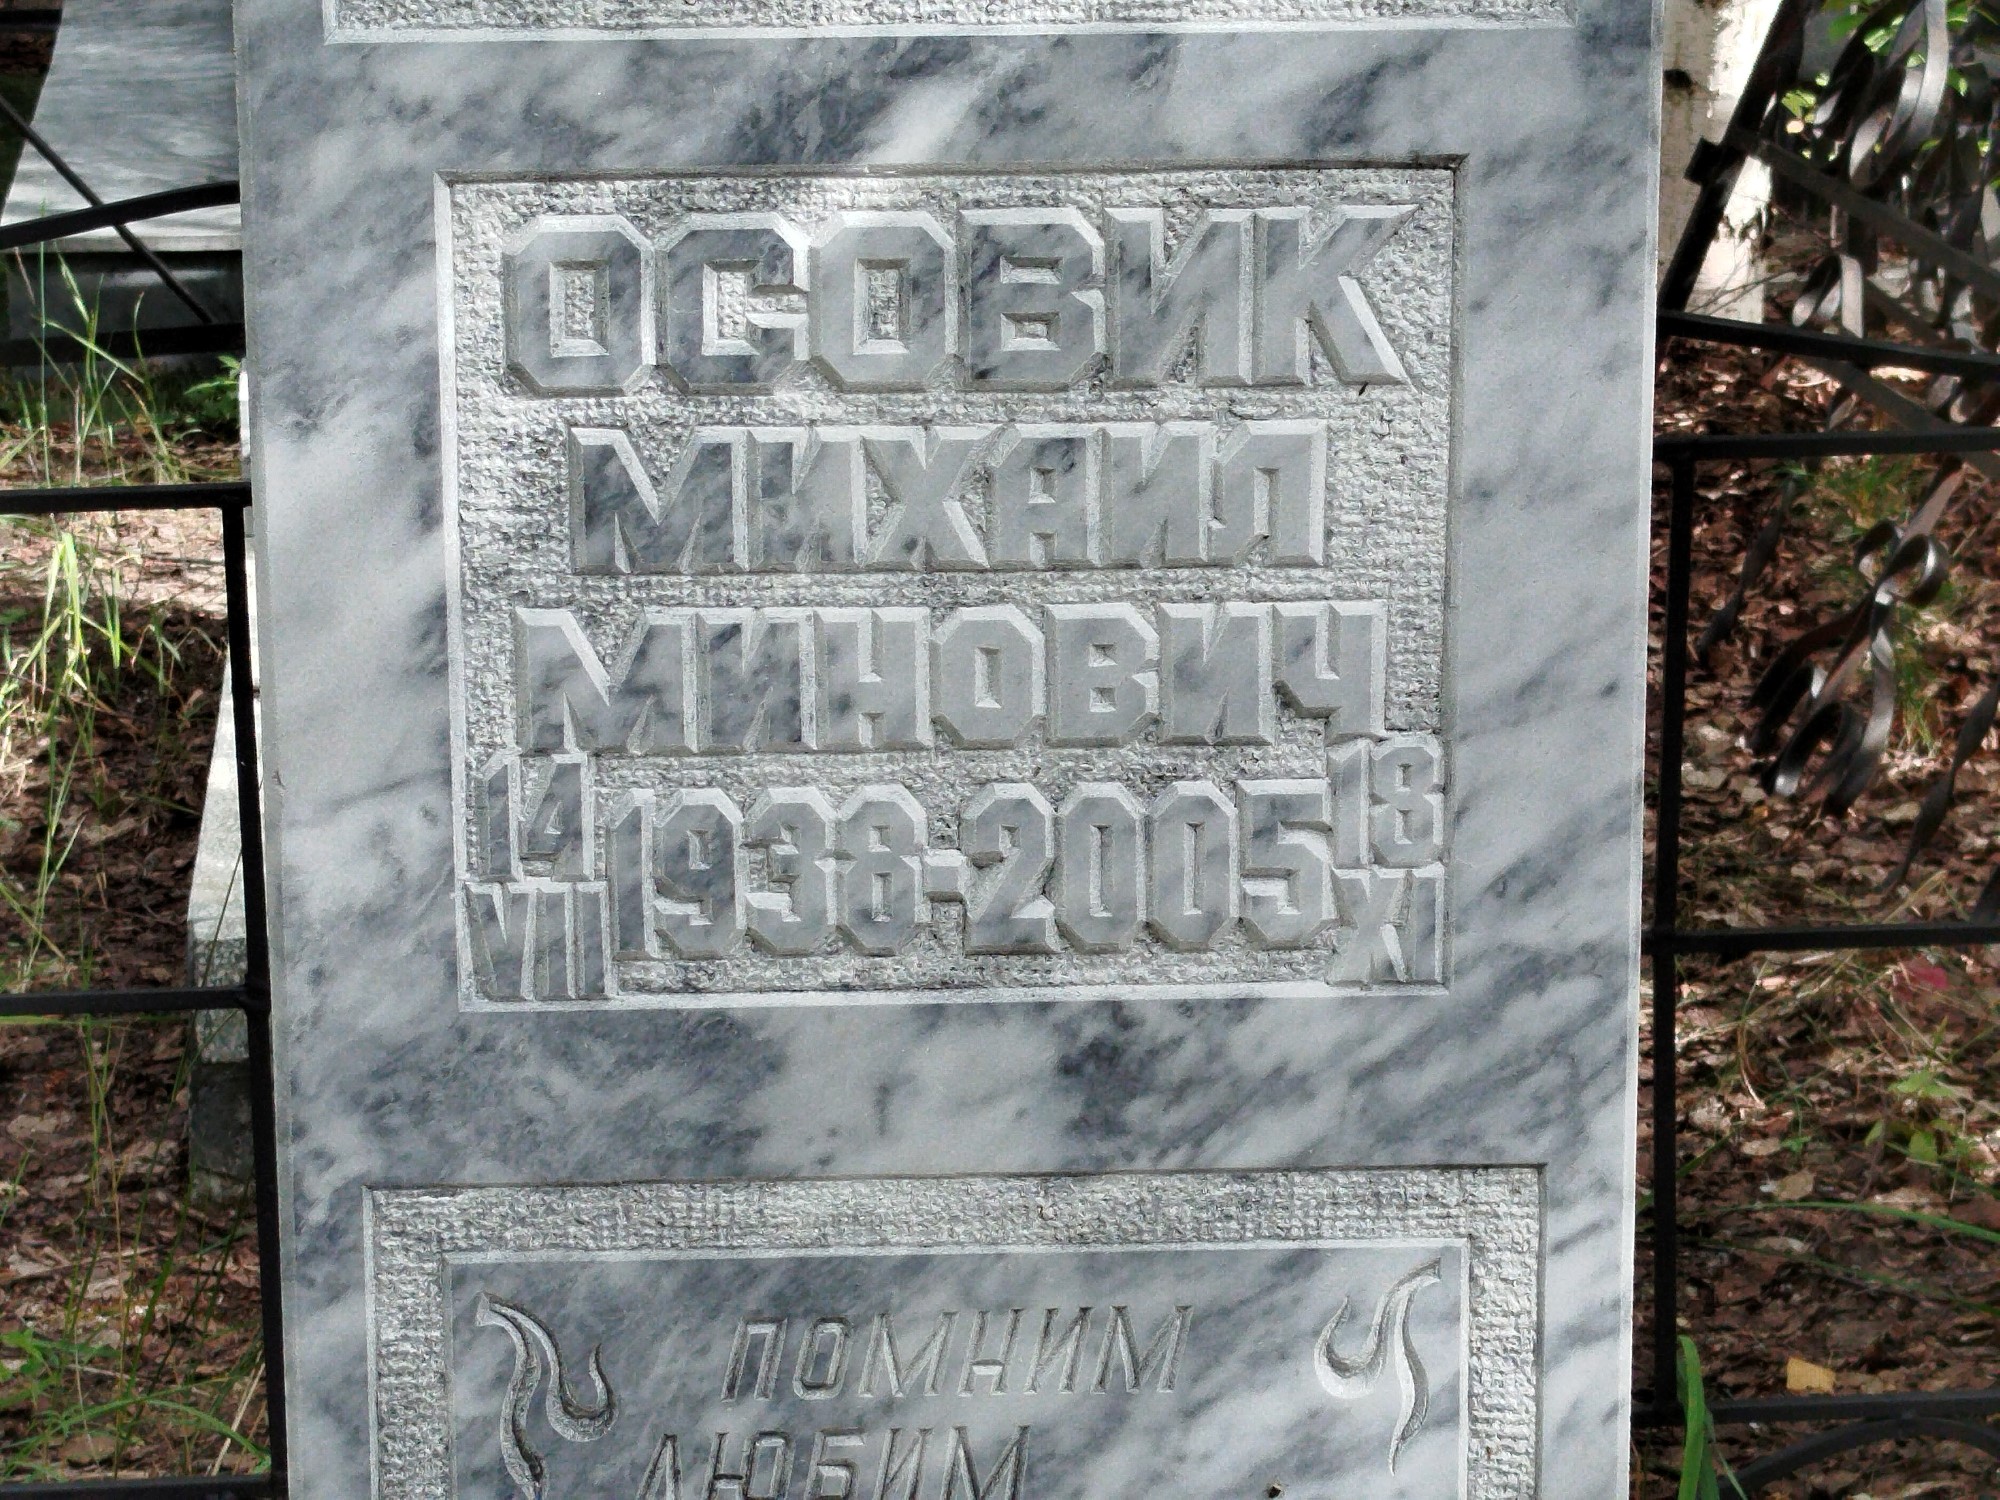 ОСОВИК
МИХАИЛ
МИНОВИЧ
14 VII 1938-2005 18 XI
ПОМНИМ
ЛЮБИМ